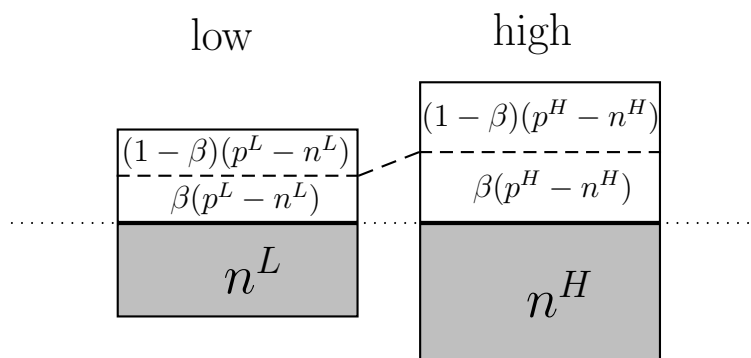 low
high
(1 − β)(p^L − n^L)
β(p^L − n^L)
n^L
(1 − β)(p^H − n^H)
β(p^H − n^H)
n^H